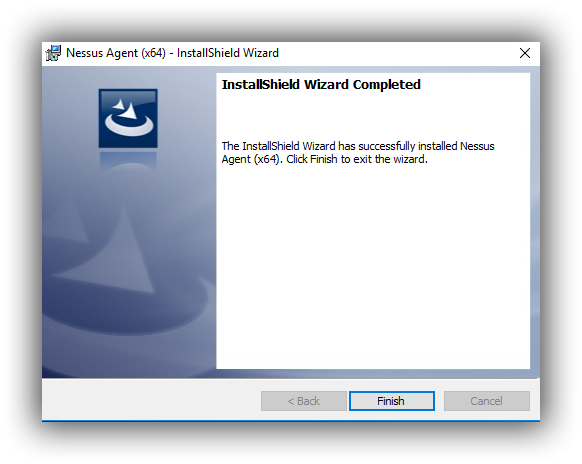 Nessus Agent (x64) - InstallShield Wizard
InstallShield Wizard Completed
The InstallShield Wizard has successfully installed Nessus
Agent (x64). Click Finish to exit the wizard.
< Back
Finish
Cancel